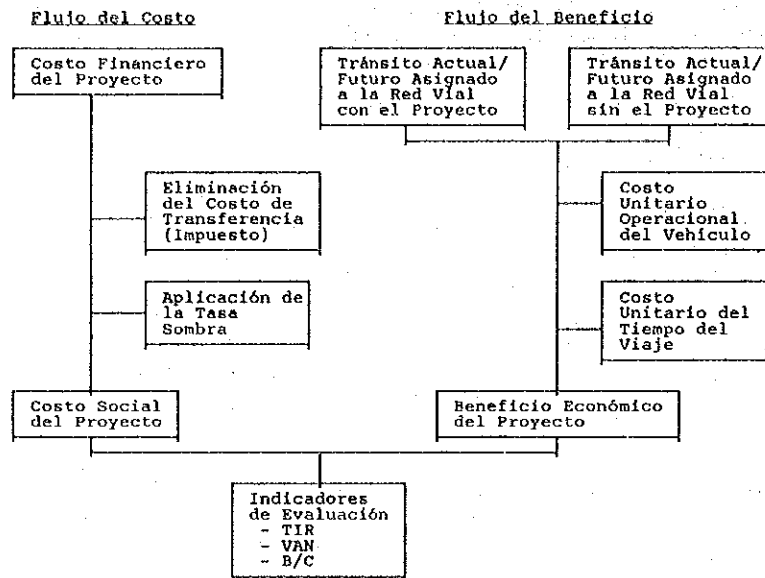 Flujo del Costo
Flujo del Beneficio
Costo Financiero
del Proyecto
Tránsito Actual/
Futuro Asignado
a la Red Vial
con el Proyecto
Tránsito Actual/
Futuro Asignado
a la Red Vial
sin el Proyecto
Eliminación
del Costo de
Transferencia
(Impuesto)
Costo
Unitario
Operacional
del Vehículo
Aplicación de
la Tasa
Sombra
Costo
Unitario del
Tiempo del
Viaje
Costo Social
del Proyecto
Beneficio Económico
del Proyecto
Indicadores
de Evaluación
- TIR
- VAN
- B/C